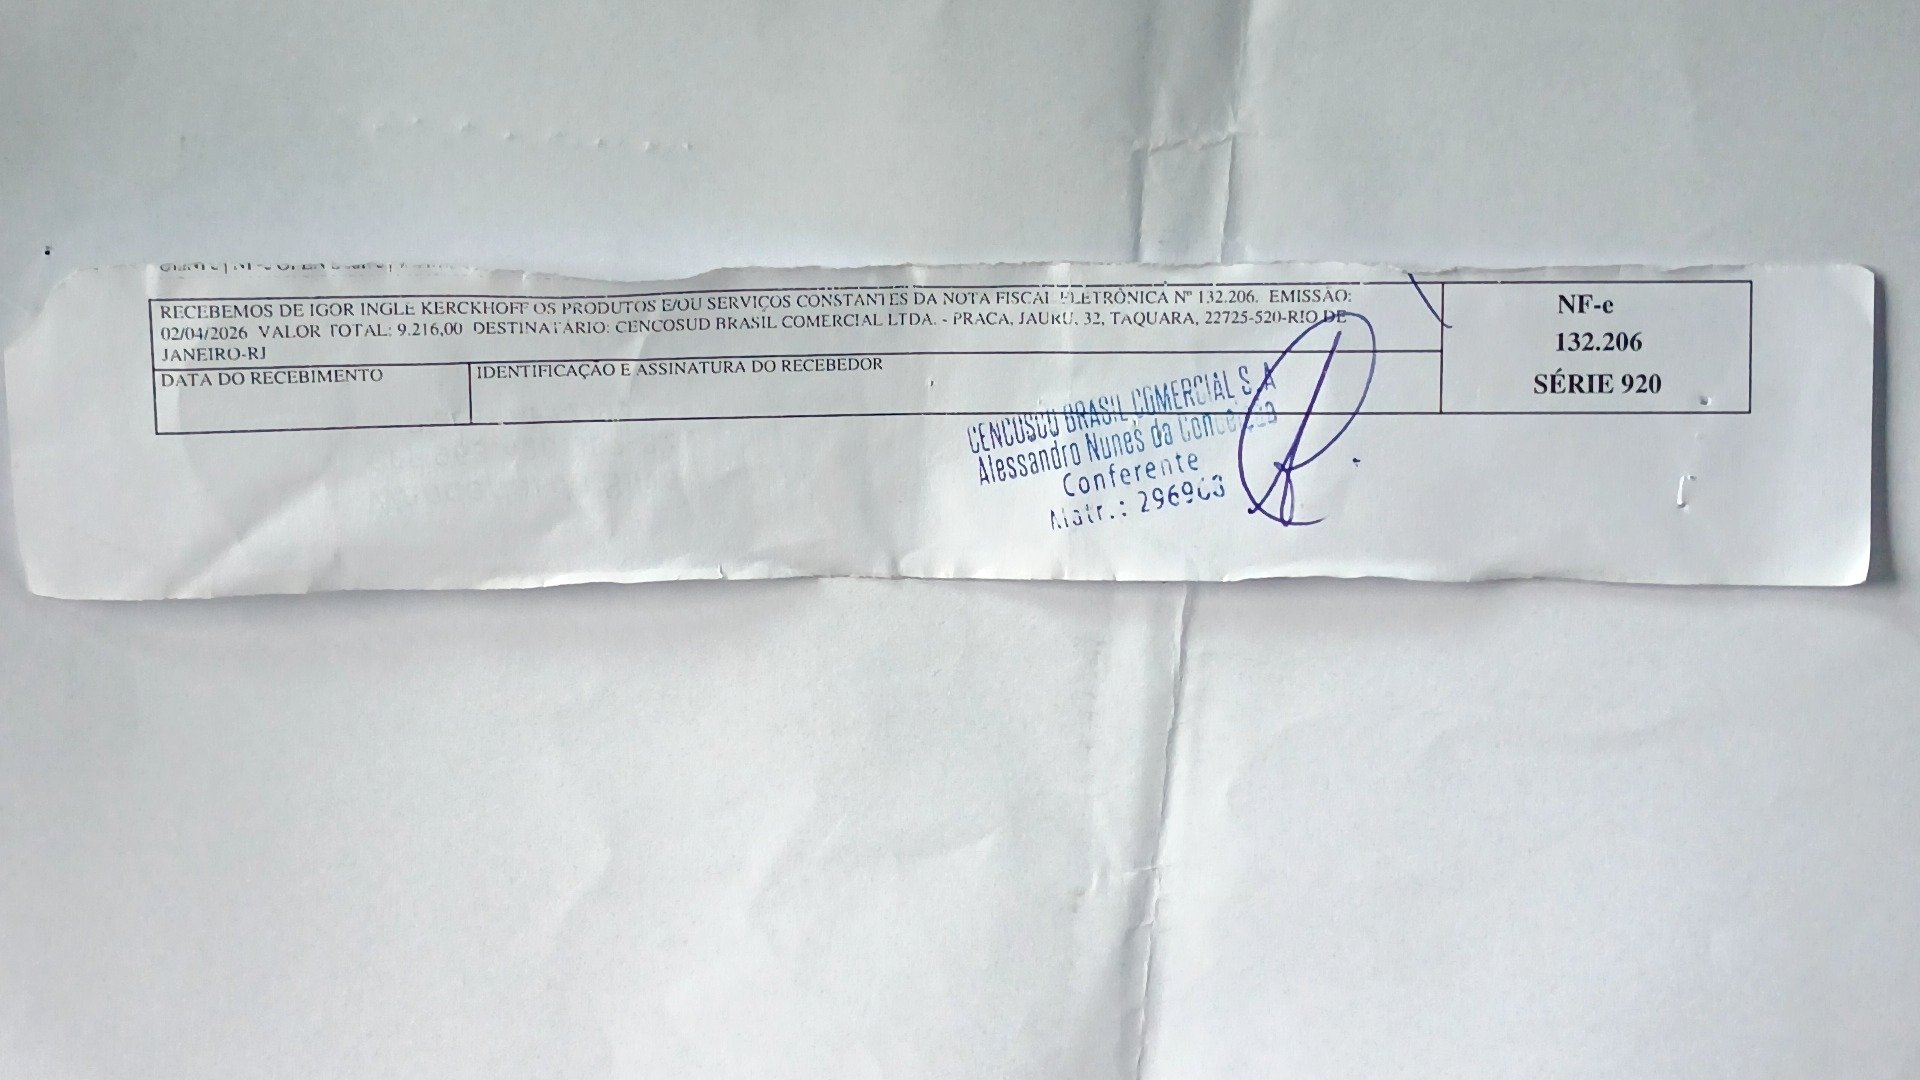 RECEBEMOS DE IGOR INGLE KERCKHOFF OS PRODUTOS E/OU SERVIÇOS CONSTANTES DA NOTA FISCAL ELETRÔNICA Nº 132.206. EMISSÃO:
02/04/2026 VALOR TOTAL: 9.216,00 DESTINATÁRIO: CENCOSUD BRASIL COMERCIAL LTDA. - PRACA, JAURU, 32, TAQUARA, 22725-520-RIO DE
JANEIRO-RJ
DATA DO RECEBIMENTO
IDENTIFICAÇÃO E ASSINATURA DO RECEBEDOR
NF-e
132.206
SÉRIE 920
BRASIL COMERCIAL S.A
Alessandro Nunes da Conceição
Conferente
Matr.: